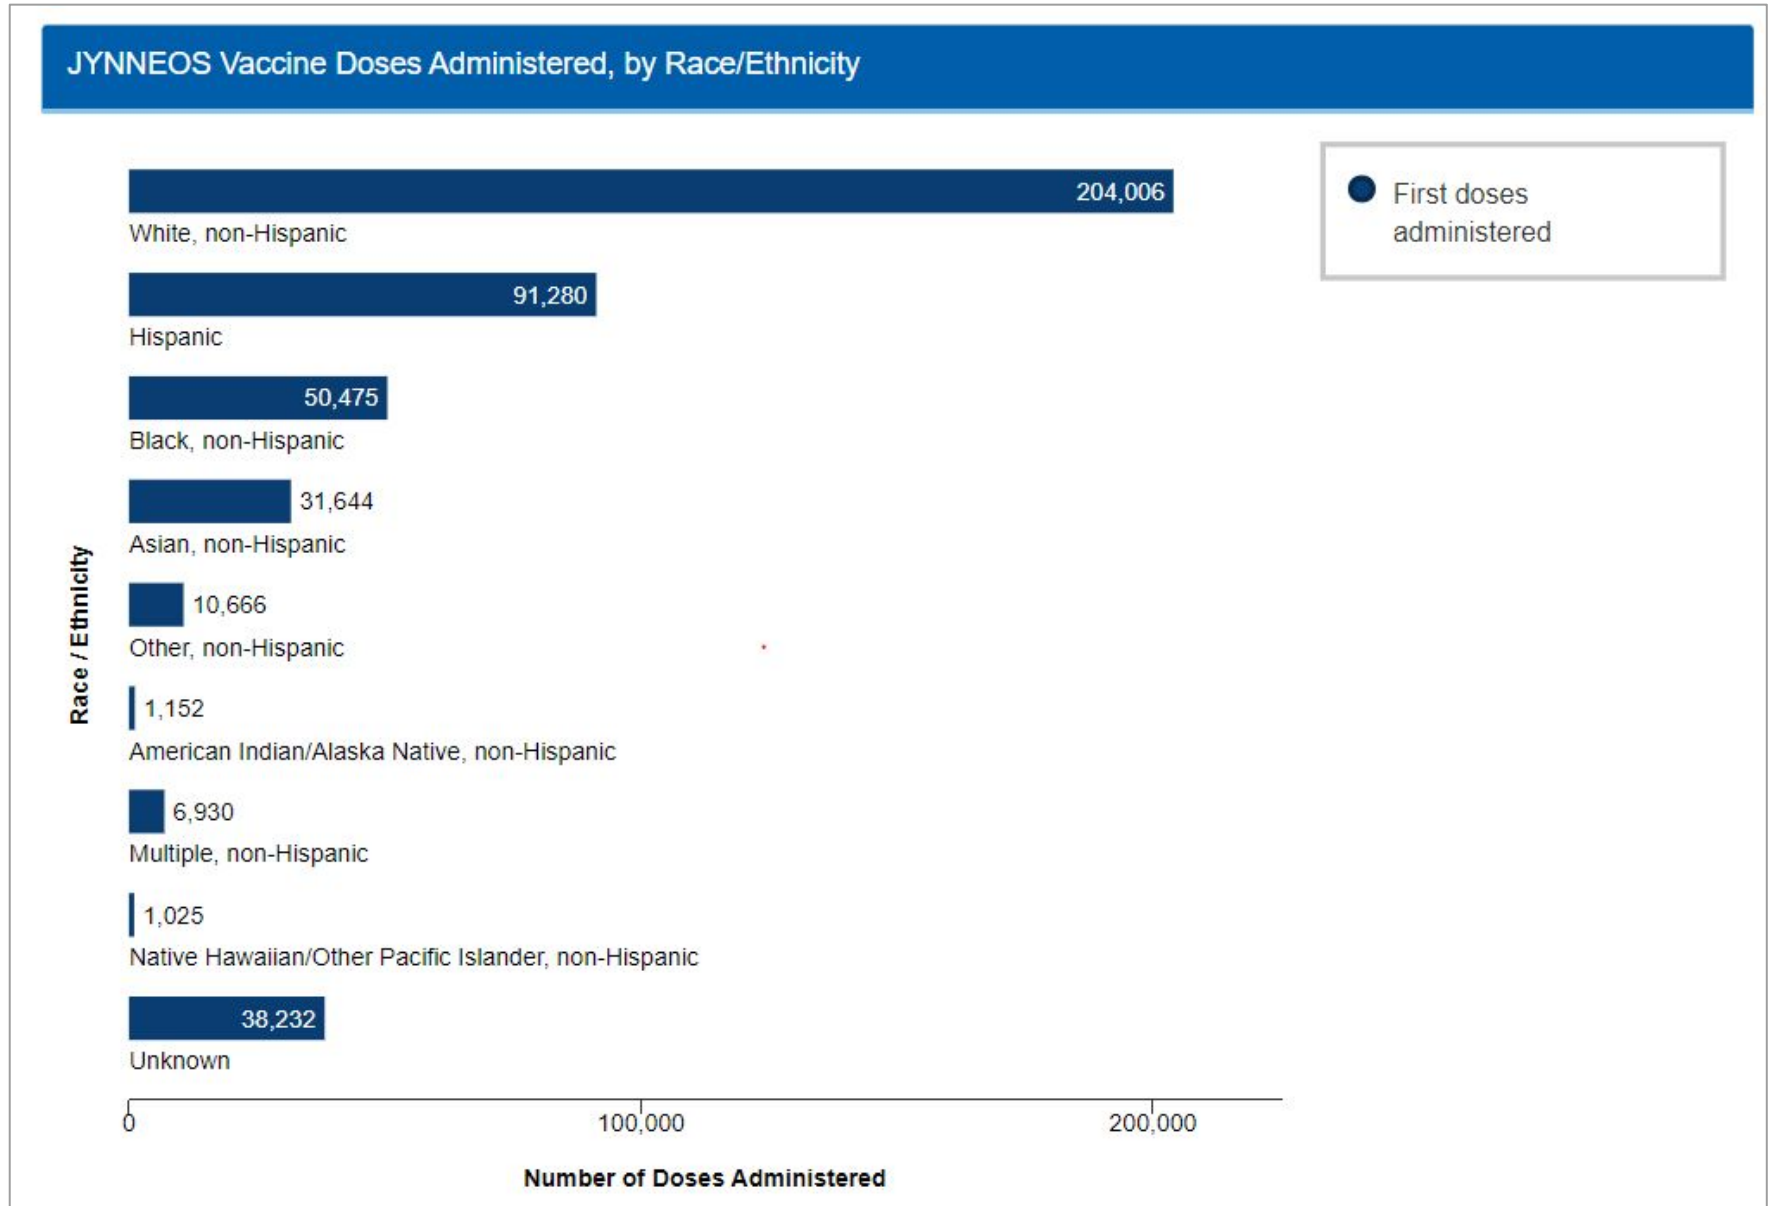 JYNNEOS Vaccine Doses Administered, by Race/Ethnicity
First doses
administered
Race / Ethnicity
204,006
White, non-Hispanic
91,280
Hispanic
50,475
Black, non-Hispanic
31,644
Asian, non-Hispanic
10,666
Other, non-Hispanic
1,152
American Indian/Alaska Native, non-Hispanic
6,930
Multiple, non-Hispanic
1,025
Native Hawaiian/Other Pacific Islander, non-Hispanic
38,232
Unknown
0 100,000 200,000
Number of Doses Administered